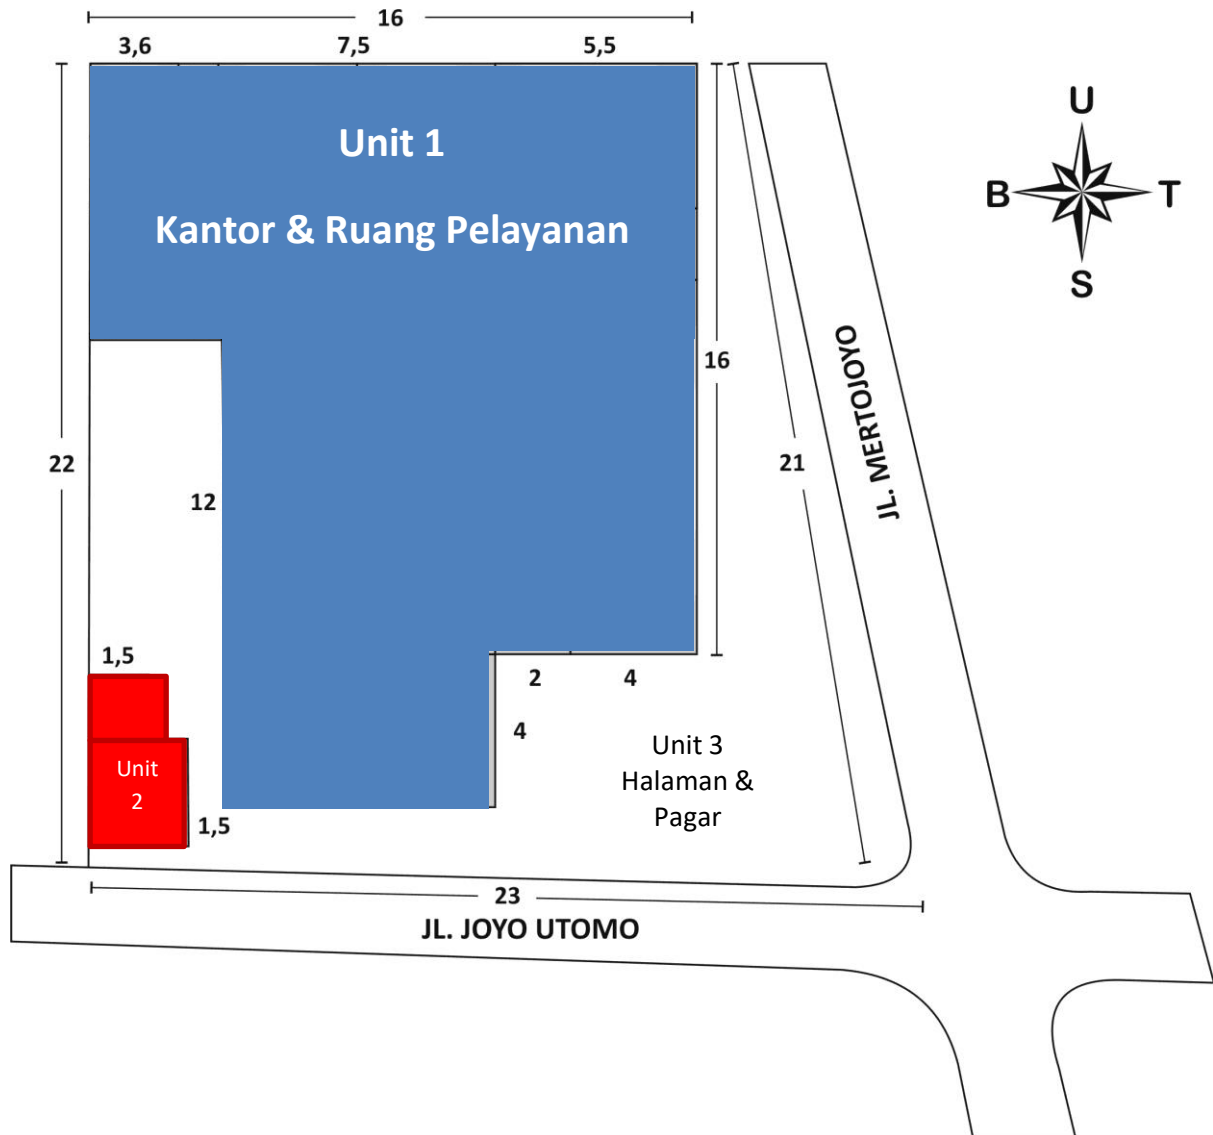 16
3,6
7,5
5,5
Unit 1
Kantor & Ruang Pelayanan
U
B
T
S
16
JL. MERTOJOYO
22
21
12
1,5
2
4
4
Unit 3
Halaman &
Pagar
Unit
2
1,5
23
JL. JOYO UTOMO